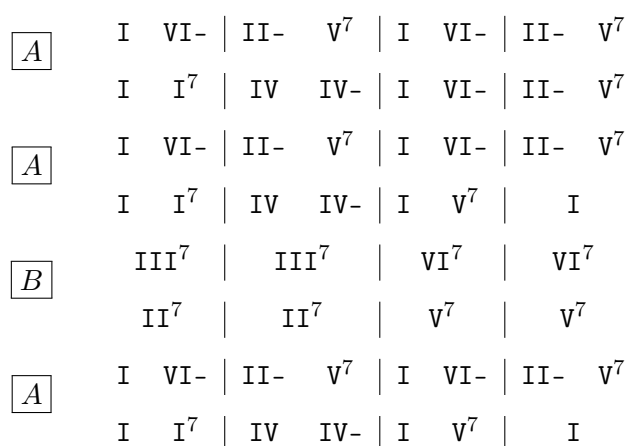 I VI- | II- V⁷ | I VI- | II- V⁷
A
I I⁷ | IV IV- | I VI- | II- V⁷
I VI- | II- V⁷ | I VI- | II- V⁷
A
I I⁷ | IV IV- | I V⁷ | I
III⁷ | III⁷ | VI⁷ | VI⁷
B
II⁷ | II⁷ | V⁷ | V⁷
I VI- | II- V⁷ | I VI- | II- V⁷
A
I I⁷ | IV IV- | I V⁷ | I